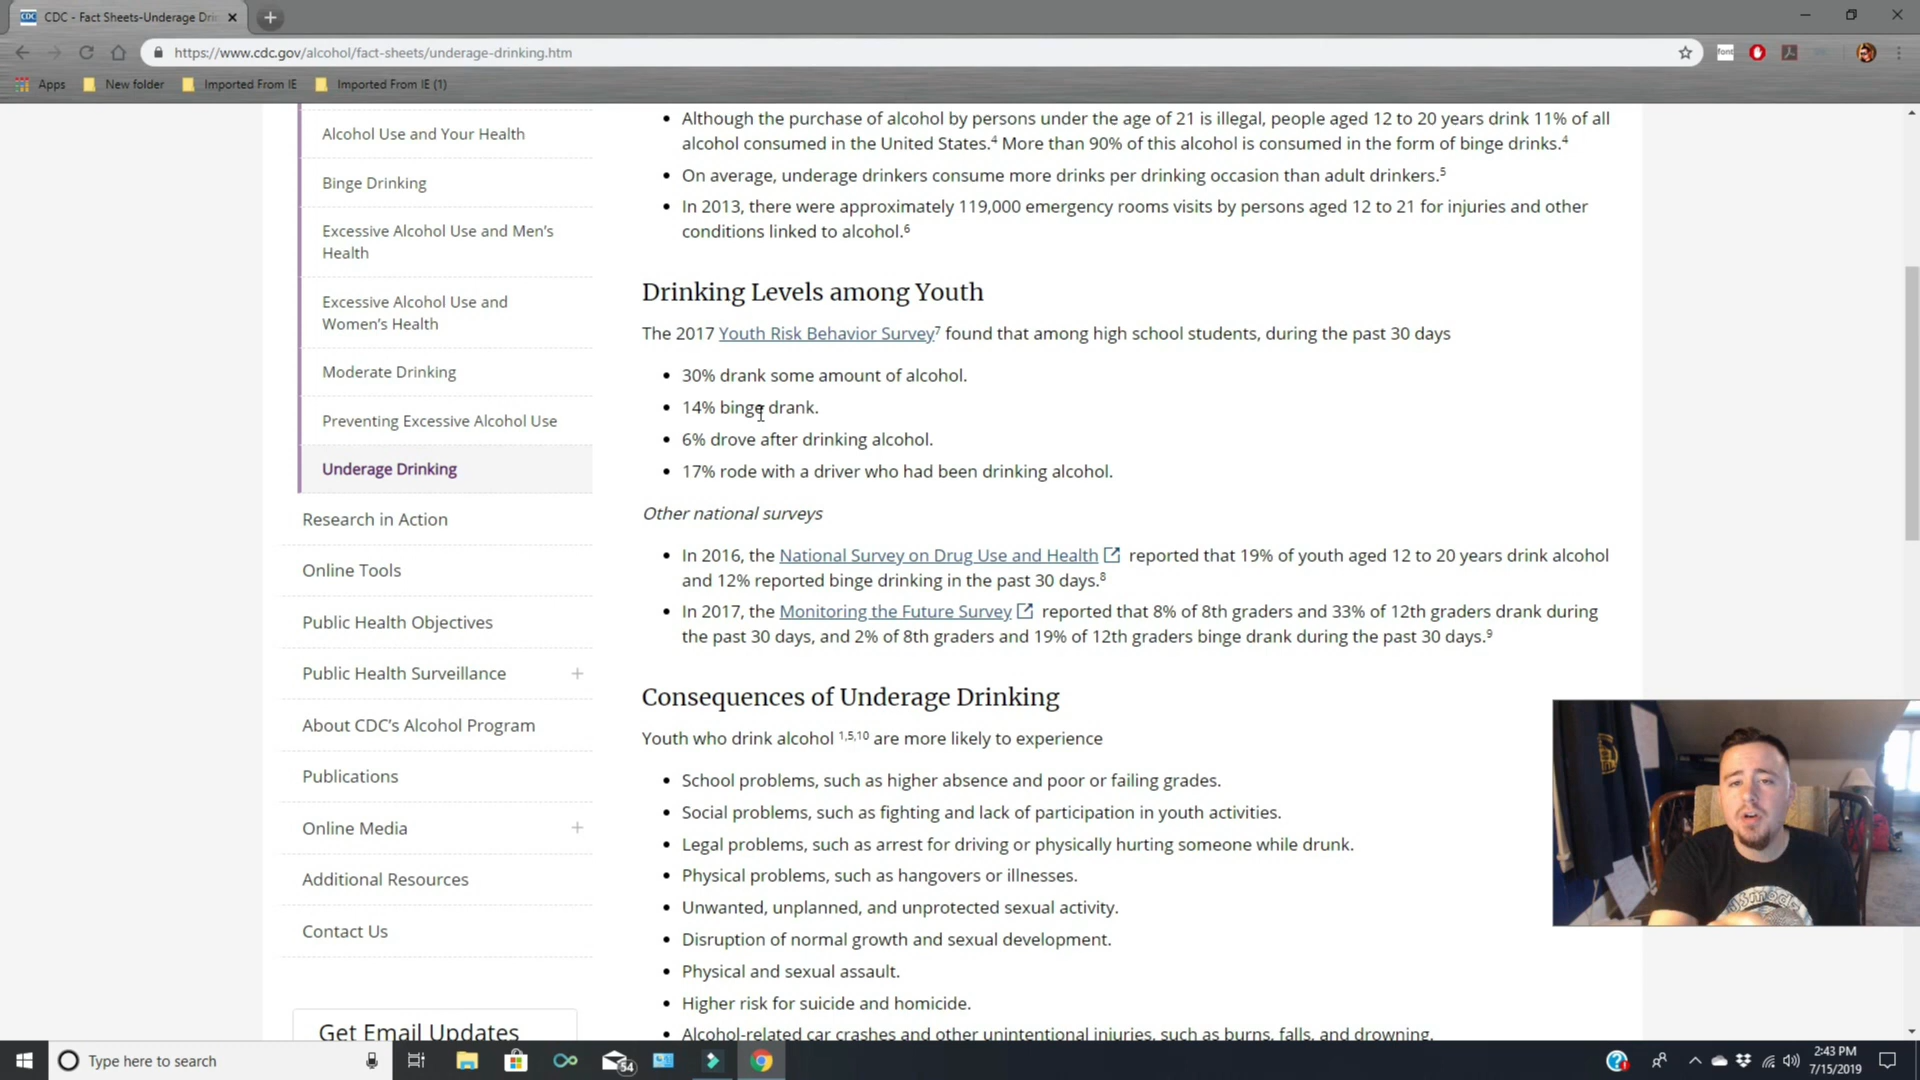 CDC - Fact Sheets-Underage Dri
https://www.cdc.gov/alcohol/fact-sheets/underage-drinking.htm
Apps
New folder
Imported From IE
Imported From IE (1)
Alcohol Use and Your Health
Binge Drinking
Excessive Alcohol Use and Men's
Health
Excessive Alcohol Use and
Women's Health
Moderate Drinking
Preventing Excessive Alcohol Use
Underage Drinking
Research in Action
Online Tools
Public Health Objectives
Public Health Surveillance
About CDC's Alcohol Program
Publications
Online Media
Additional Resources
Contact Us
Get Email Updates
Although the purchase of alcohol by persons under the age of 21 is illegal, people aged 12 to 20 years drink 11% of all
alcohol consumed in the United States.⁴ More than 90% of this alcohol is consumed in the form of binge drinks.⁴
On average, underage drinkers consume more drinks per drinking occasion than adult drinkers.⁵
In 2013, there were approximately 119,000 emergency rooms visits by persons aged 12 to 21 for injuries and other
conditions linked to alcohol.⁶
Drinking Levels among Youth
The 2017 Youth Risk Behavior Survey⁷ found that among high school students, during the past 30 days
30% drank some amount of alcohol.
14% binge drank.
6% drove after drinking alcohol.
17% rode with a driver who had been drinking alcohol.
Other national surveys
In 2016, the National Survey on Drug Use and Health reported that 19% of youth aged 12 to 20 years drink alcohol
and 12% reported binge drinking in the past 30 days.⁸
In 2017, the Monitoring the Future Survey reported that 8% of 8th graders and 33% of 12th graders drank during
the past 30 days, and 2% of 8th graders and 19% of 12th graders binge drank during the past 30 days.⁹
Consequences of Underage Drinking
Youth who drink alcohol ¹,⁵,¹⁰ are more likely to experience
School problems, such as higher absence and poor or failing grades.
Social problems, such as fighting and lack of participation in youth activities.
Legal problems, such as arrest for driving or physically hurting someone while drunk.
Physical problems, such as hangovers or illnesses.
Unwanted, unplanned, and unprotected sexual activity.
Disruption of normal growth and sexual development.
Physical and sexual assault.
Higher risk for suicide and homicide.
Alcohol-related car crashes and other unintentional injuries, such as burns, falls, and drowning.
Type here to search
54
2:43 PM
7/15/2019